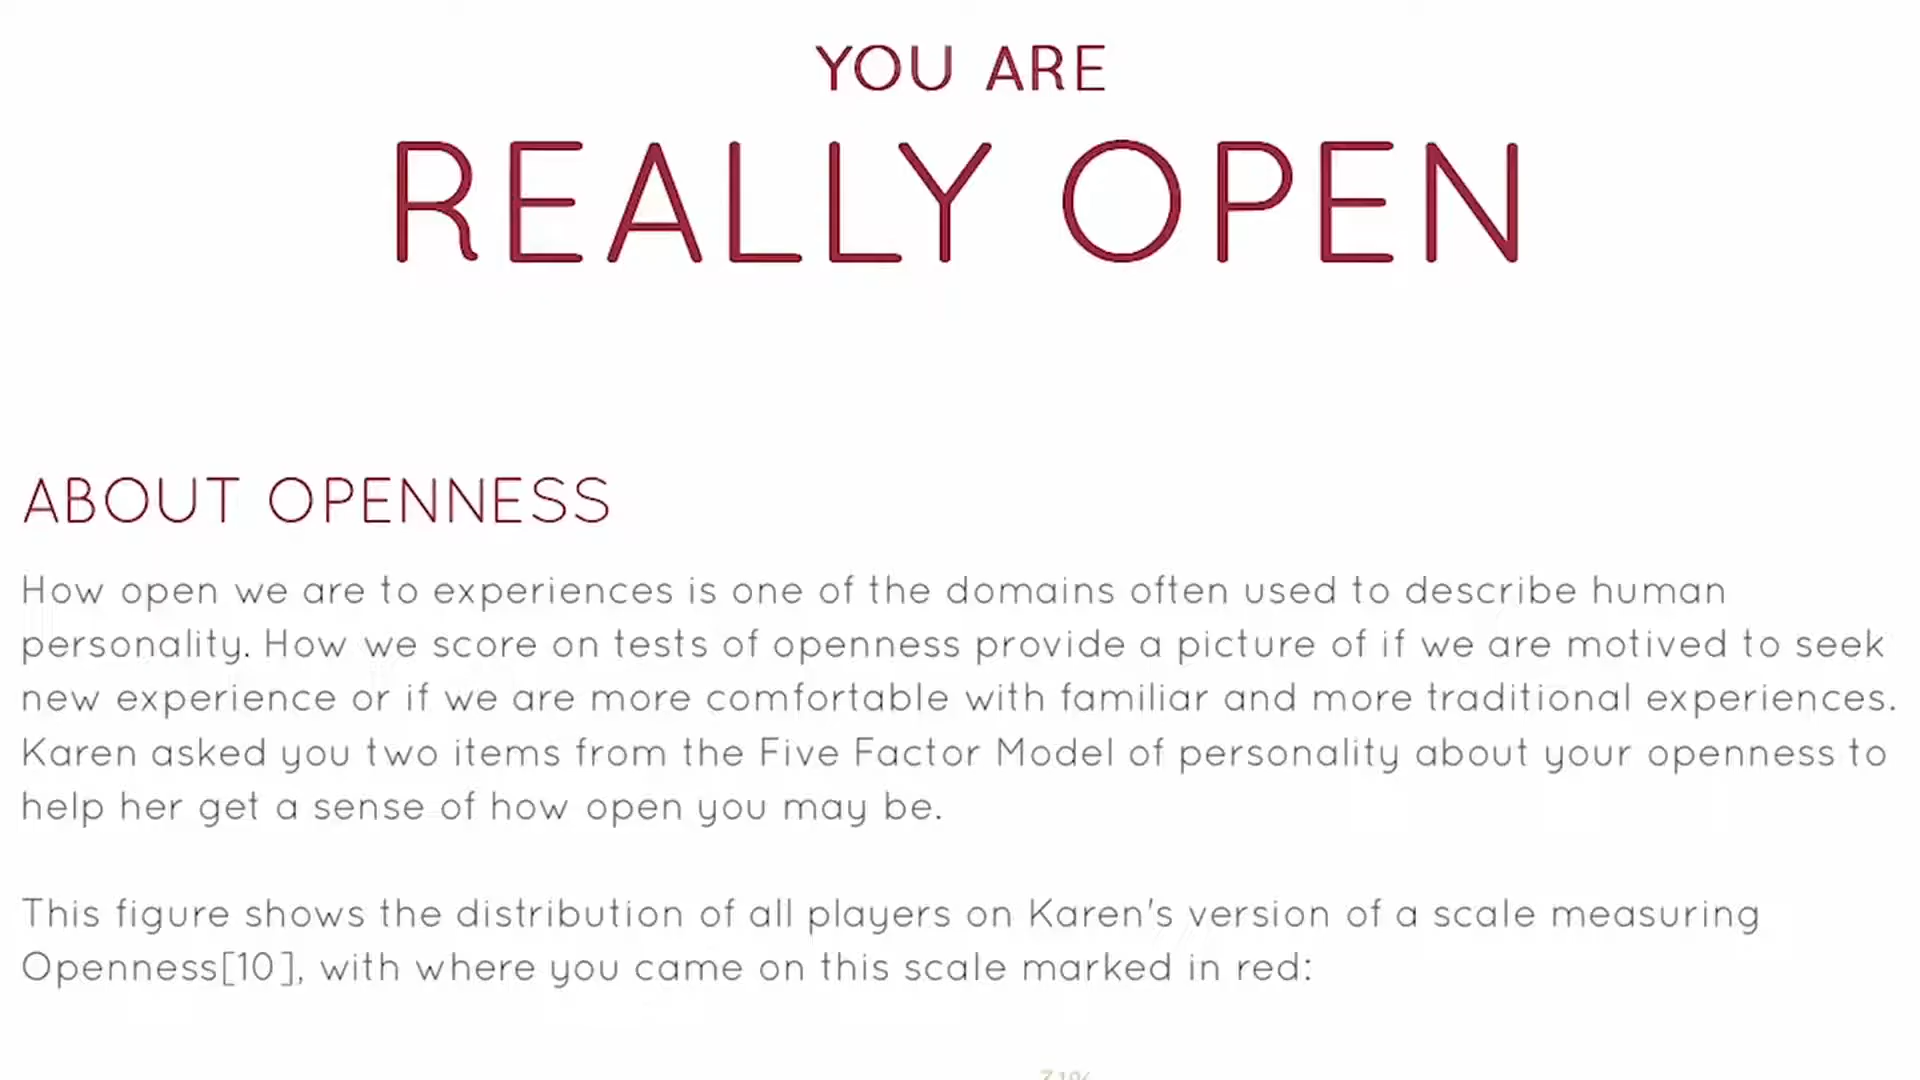 YOU ARE
REALLY OPEN
ABOUT OPENNESS
How open we are to experiences is one of the domains often used to describe human
personality. How we score on tests of openness provide a picture of if we are motived to seek
new experience or if we are more comfortable with familiar and more traditional experiences.
Karen asked you two items from the Five Factor Model of personality about your openness to
help her get a sense of how open you may be.
This figure shows the distribution of all players on Karen's version of a scale measuring
Openness[10], with where you came on this scale marked in red: